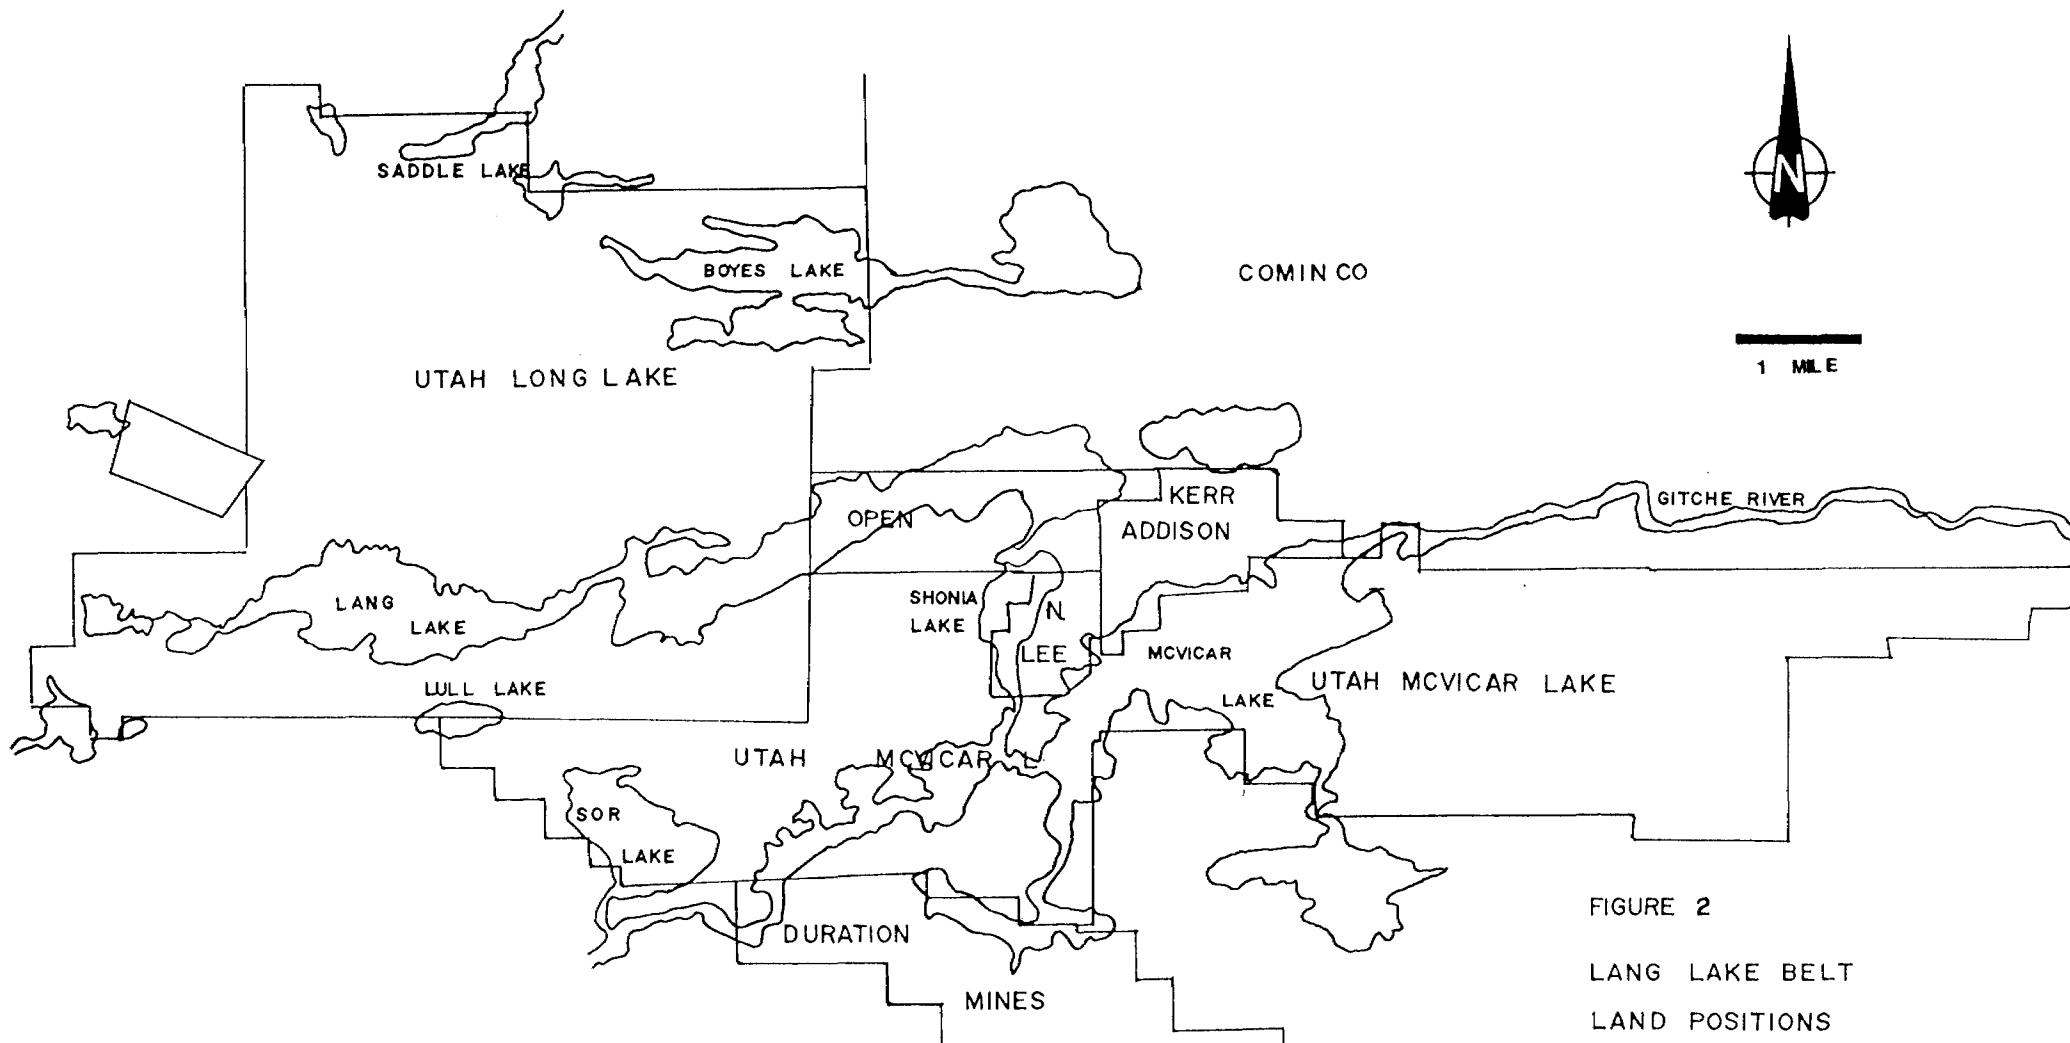 N
SADDLE LAKE
BOYES LAKE
COMINCO
1 MILE
UTAH LONG LAKE
KERR
ADDISON
GITCHE RIVER
OPEN
LANG
LAKE
SHONIA
LAKE
N.
LEE
MCVICAR
LAKE
UTAH MCVICAR LAKE
LULL LAKE
UTAH MCVICAR L
SOR
LAKE
DURATION
MINES
FIGURE 2
LANG LAKE BELT
LAND POSITIONS